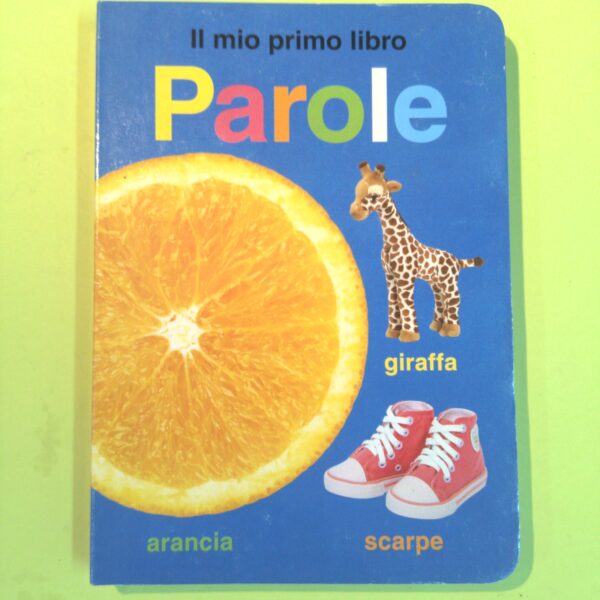 Il mio primo libro
Parole
giraffa
arancia
scarpe